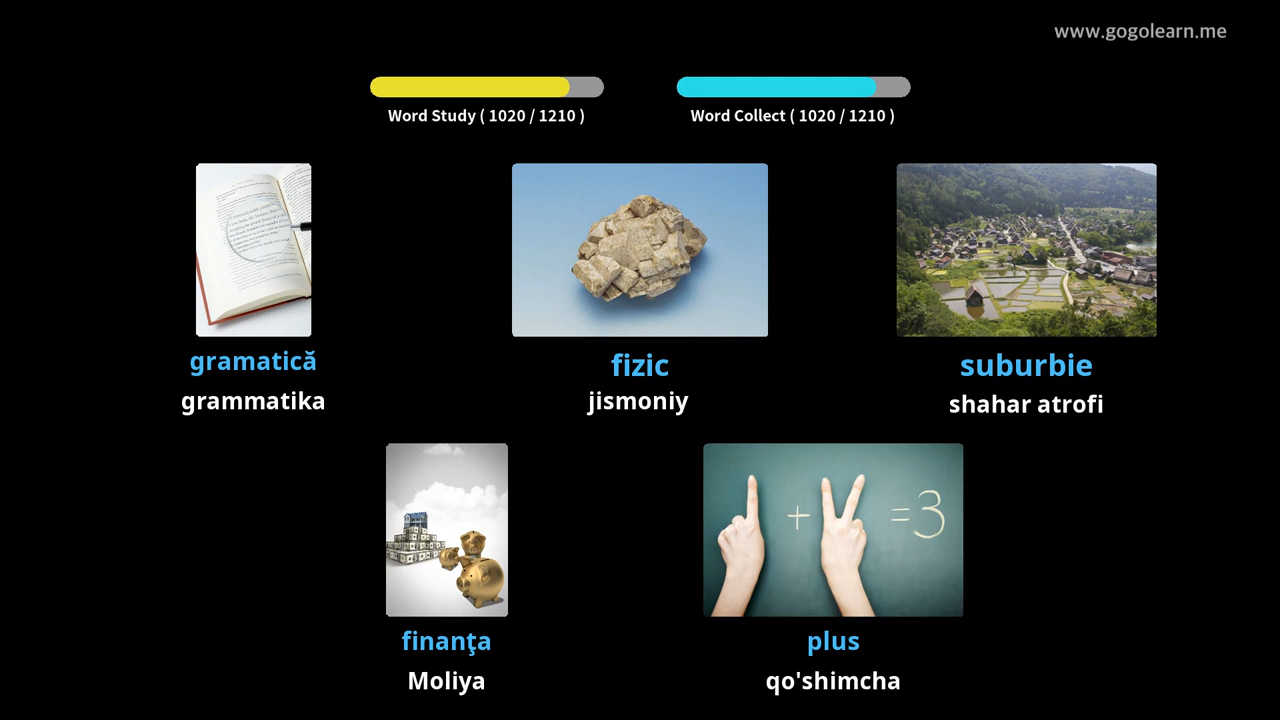 www.gogolearn.me
Word Study ( 1020 / 1210 )
Word Collect ( 1020 / 1210 )
gramatică
grammatika
fizic
jismoniy
suburbie
shahar atrofi
+ =3
finanţa
Moliya
plus
qo'shimcha